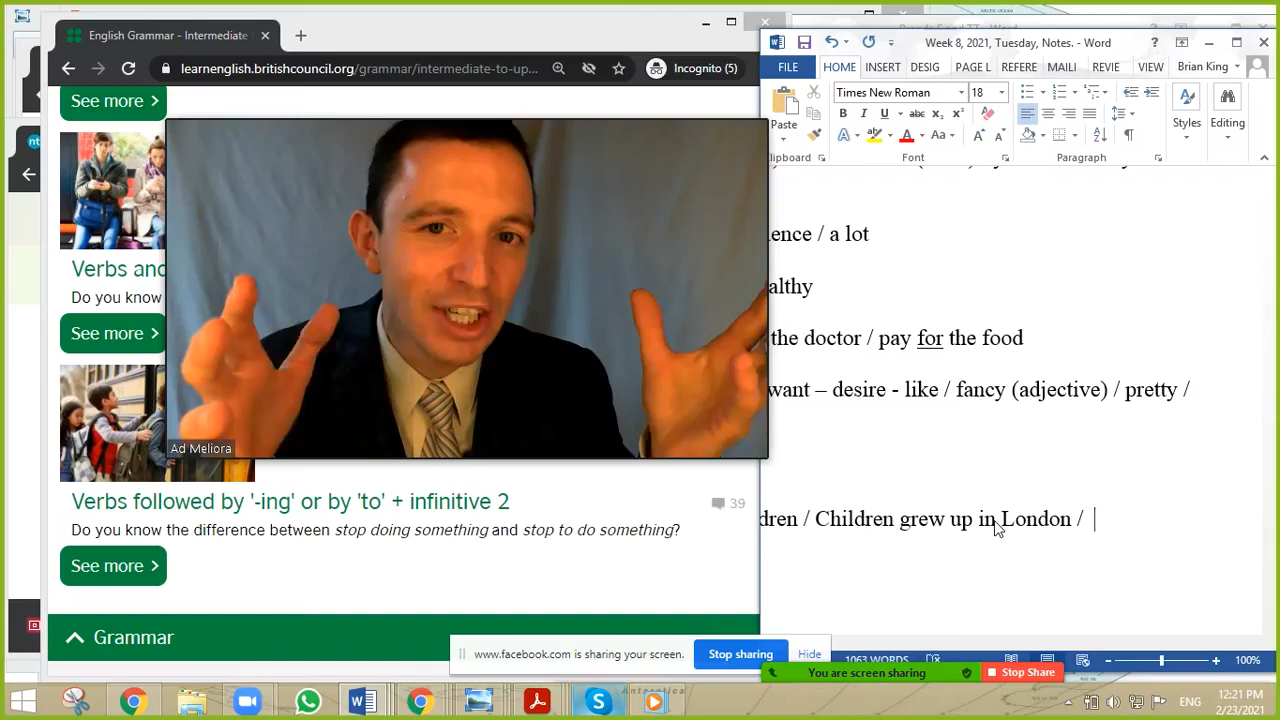 English Grammar - Intermediate
learnenglish.britishcouncil.org/grammar/intermediate-to-up...
Incognito (5)
See more
Verbs and
Do you know
See more
Ad Meliora
Verbs followed by '-ing' or by 'to' + infinitive 2
39
Do you know the difference between stop doing something and stop to do something?
See more
Grammar
www.facebook.com is sharing your screen.
Stop sharing
Hide
Week 8, 2021, Tuesday, Notes. - Word
FILE HOME INSERT DESIG PAGE L REFERE MAILI REVIE VIEW Brian King
Times New Roman 18
Paste
Styles
Editing
Clipboard Font Paragraph
ience / a lot
althy
the doctor / pay for the food
want – desire - like / fancy (adjective) / pretty /
dren / Children grew up in London /
1063 WORDS
100%
You are screen sharing
Stop Share
ENG
12:21 PM
2/23/2021